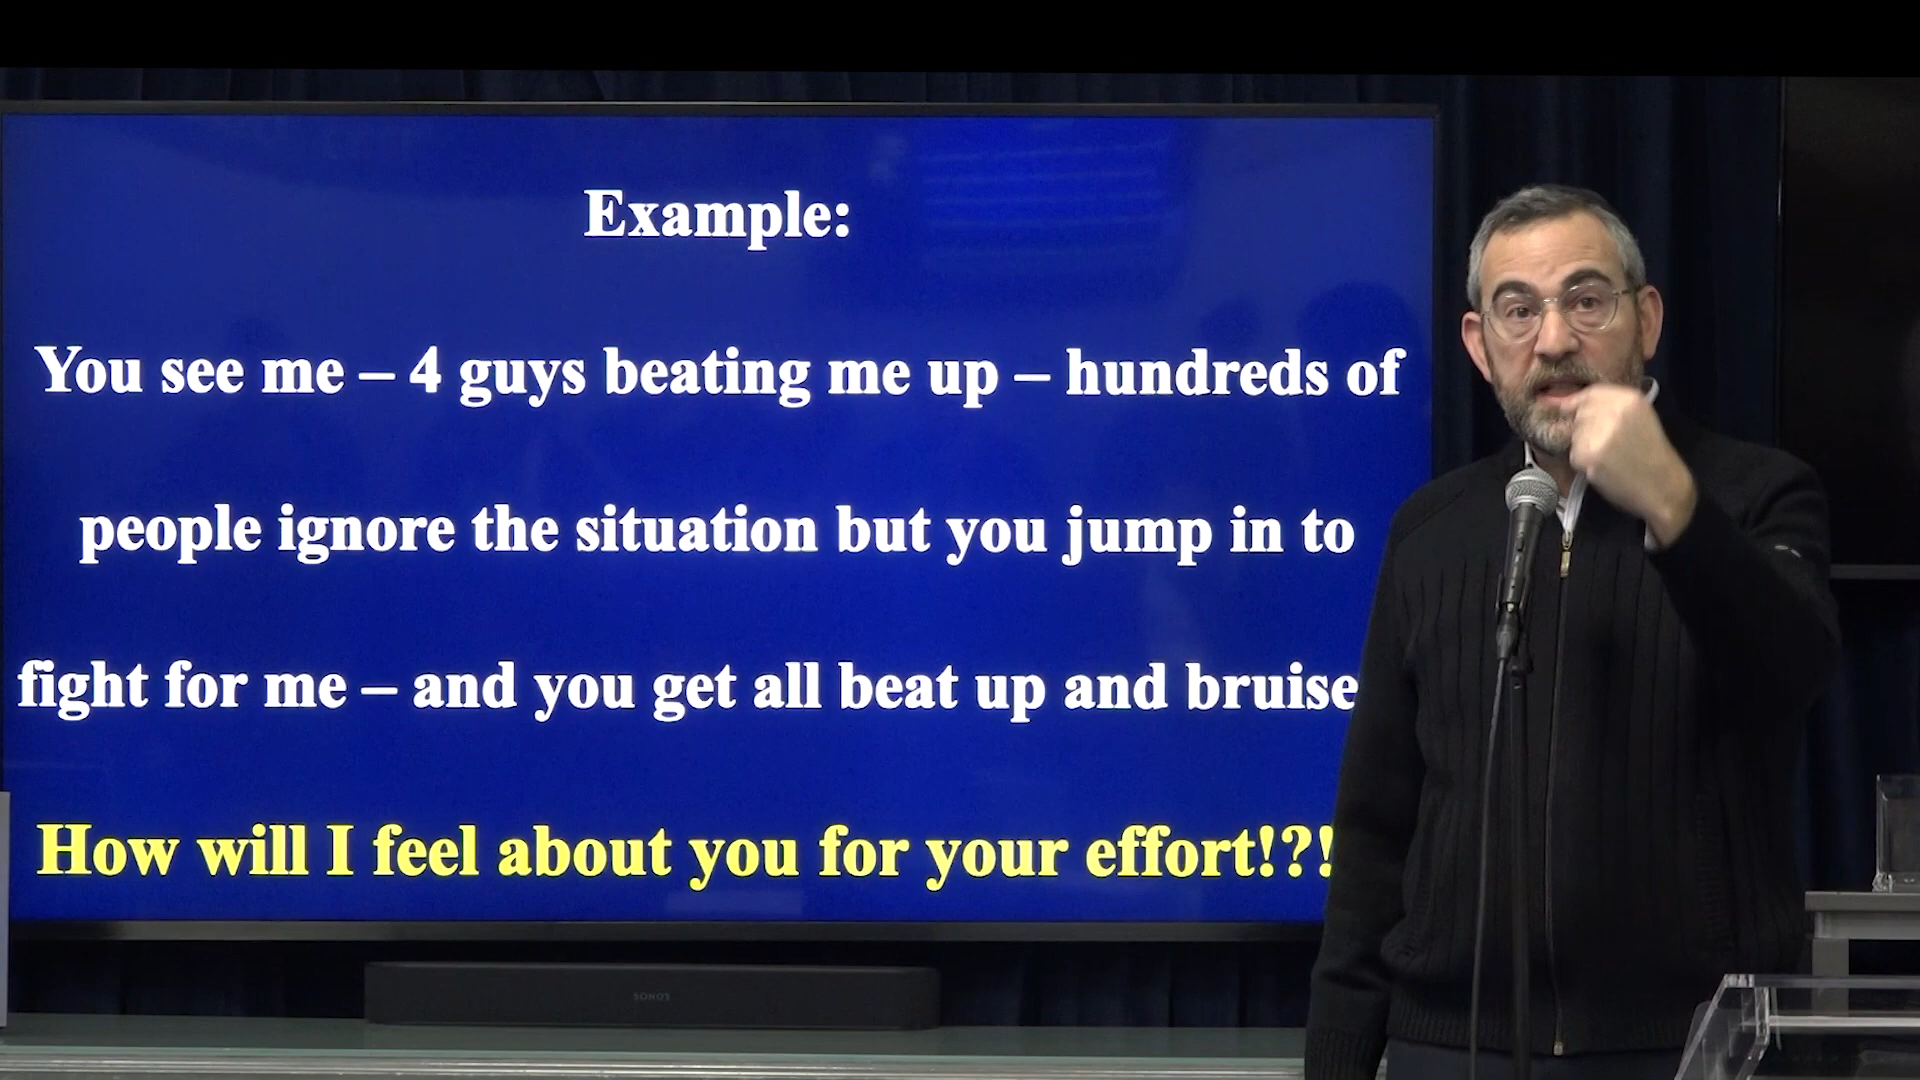 Example:
You see me – 4 guys beating me up – hundreds of
people ignore the situation but you jump in to
fight for me – and you get all beat up and bruise
How will I feel about you for your effort!?!
SONOS